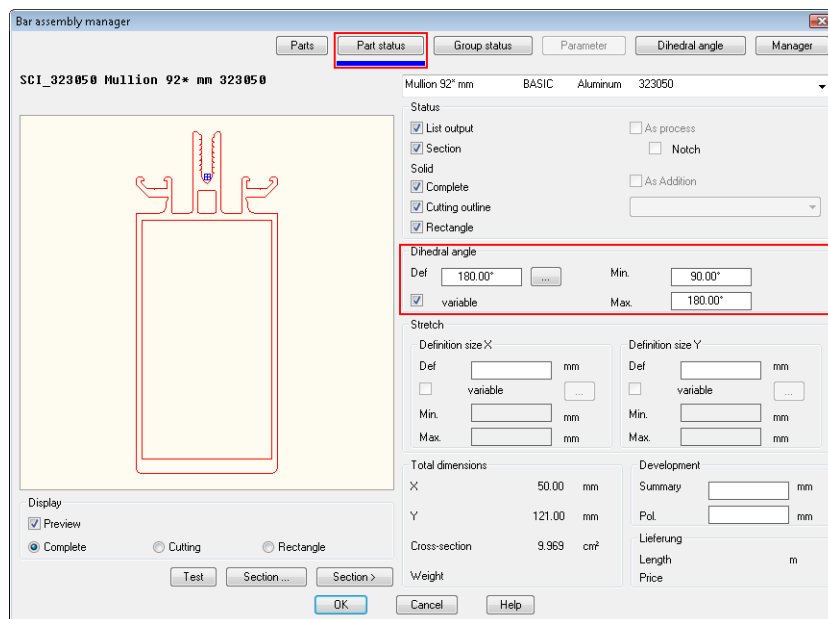 Bar assembly manager
Parts Part status Group status Parameter Dihedral angle Manager
SCI_323050 Mullion 92* mm 323050
Mullion 92* mm BASIC Aluminum 323050
Status
List output As process
Section Notch
Solid
Complete As Addition
Cutting outline
Rectangle
Dihedral angle
Def 180.00° ... Min. 90.00°
variable Max. 180.00°
Stretch
Definition size X Definition size Y
Def mm Def mm
variable ... variable ...
Min. mm Min. mm
Max. mm Max. mm
Total dimensions Development
X 50.00 mm Summary mm
Y 121.00 mm Pol. mm
Cross-section 9.969 cm² Lieferung
Length m
Weight Price
Display
Preview
Complete Cutting Rectangle
Test Section ... Section >
OK Cancel Help